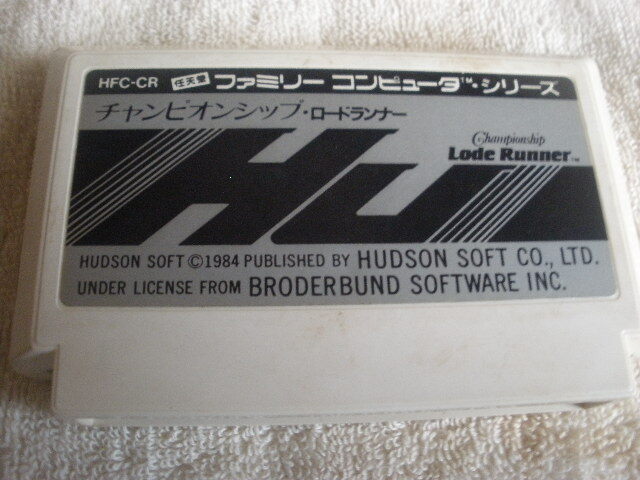 HFC-CR 任天堂 ファミリー コンピュータ™・シリーズ
チャンピオンシップ・ロードランナー
Championship
Lode Runner™
HU
HUDSON SOFT ©1984 PUBLISHED BY HUDSON SOFT CO., LTD.
UNDER LICENSE FROM BRODERBUND SOFTWARE INC.